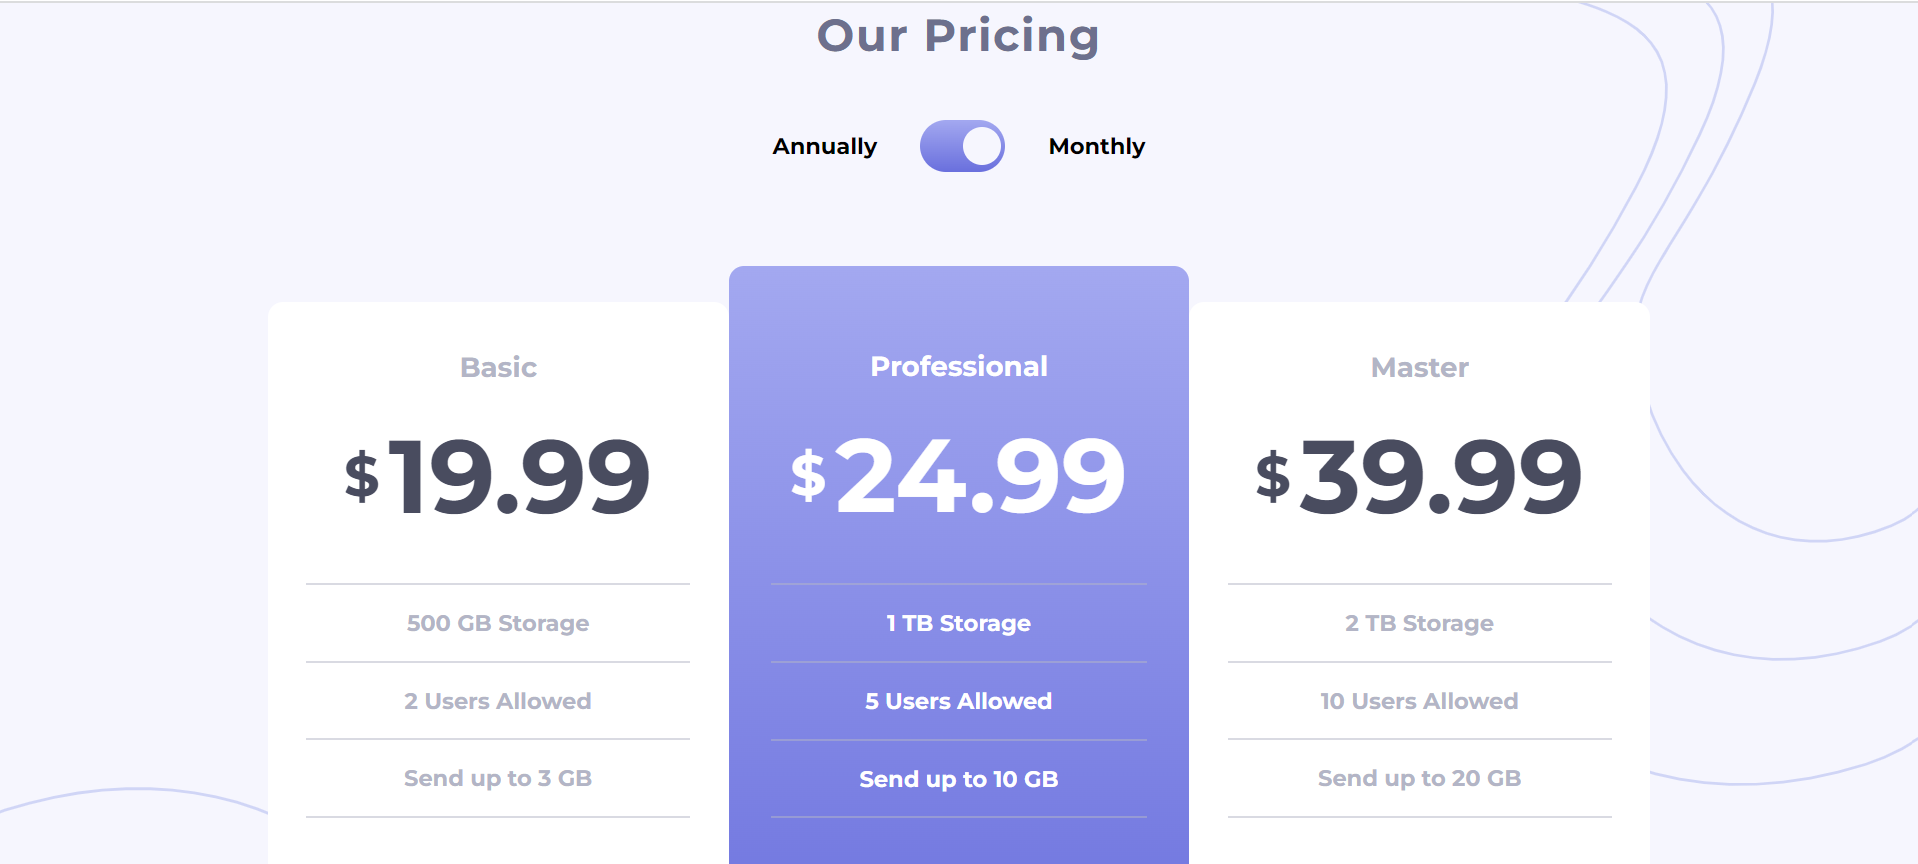 Our Pricing
Annually Monthly
Basic
$19.99
500 GB Storage
2 Users Allowed
Send up to 3 GB
Professional
$24.99
1 TB Storage
5 Users Allowed
Send up to 10 GB
Master
$39.99
2 TB Storage
10 Users Allowed
Send up to 20 GB